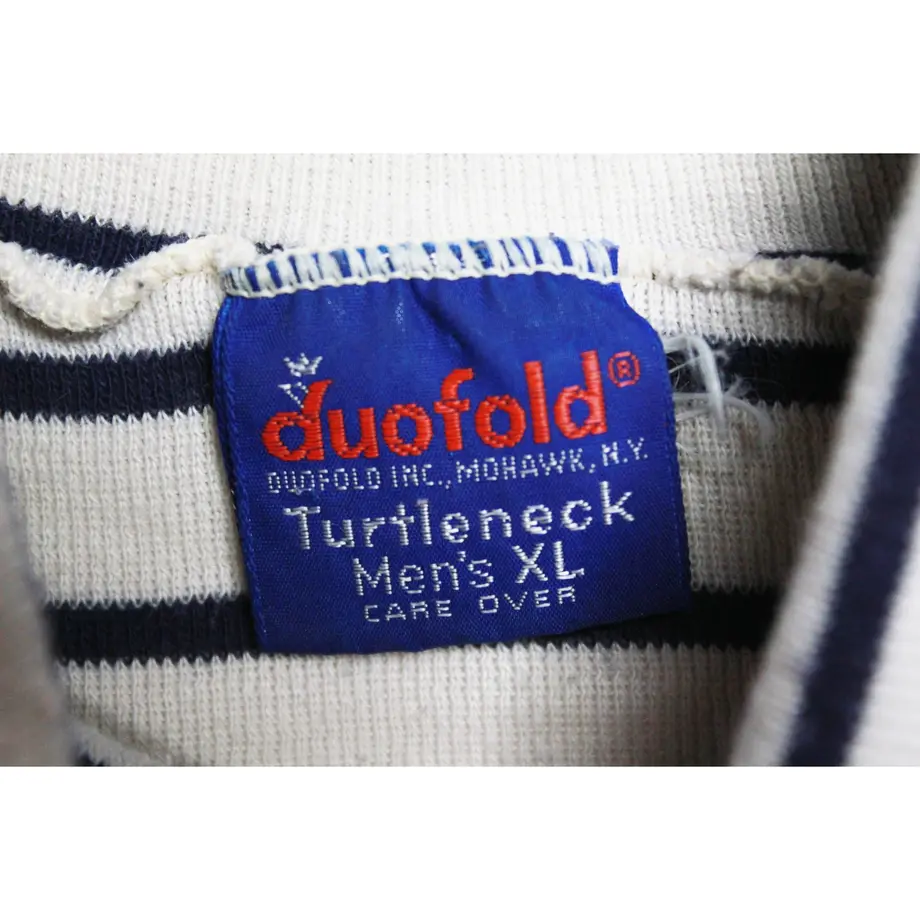 duofold®
DUOFOLD INC., MOHAWK, N.Y.
Turtleneck
Men's XL
CARE OVER